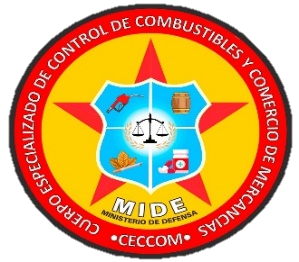 CUERPO ESPECIALIZADO DE CONTROL DE COMBUSTIBLES Y COMERCIO DE MERCANCIAS
MIDE
MINISTERIO DE DEFENSA
•CECCOM•